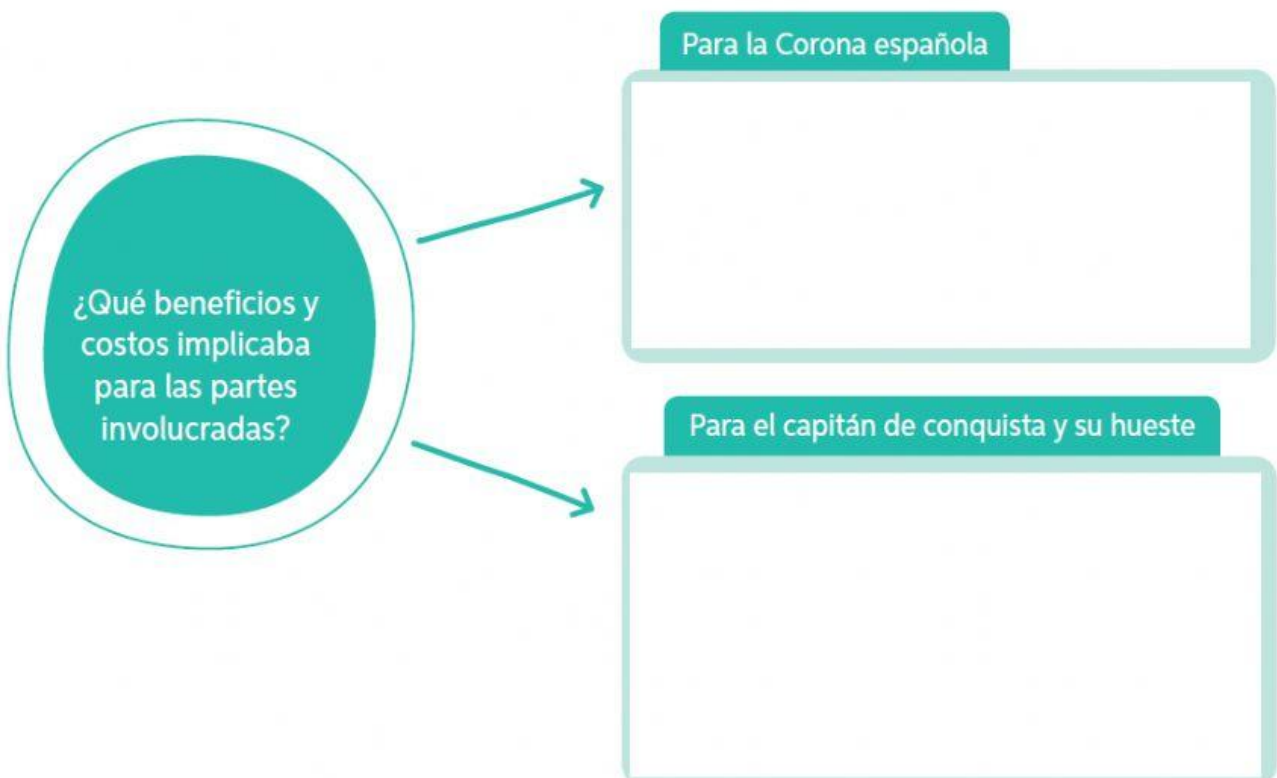 Para la Corona española
¿Qué beneficios y
costos implicaba
para las partes
involucradas?
Para el capitán de conquista y su hueste